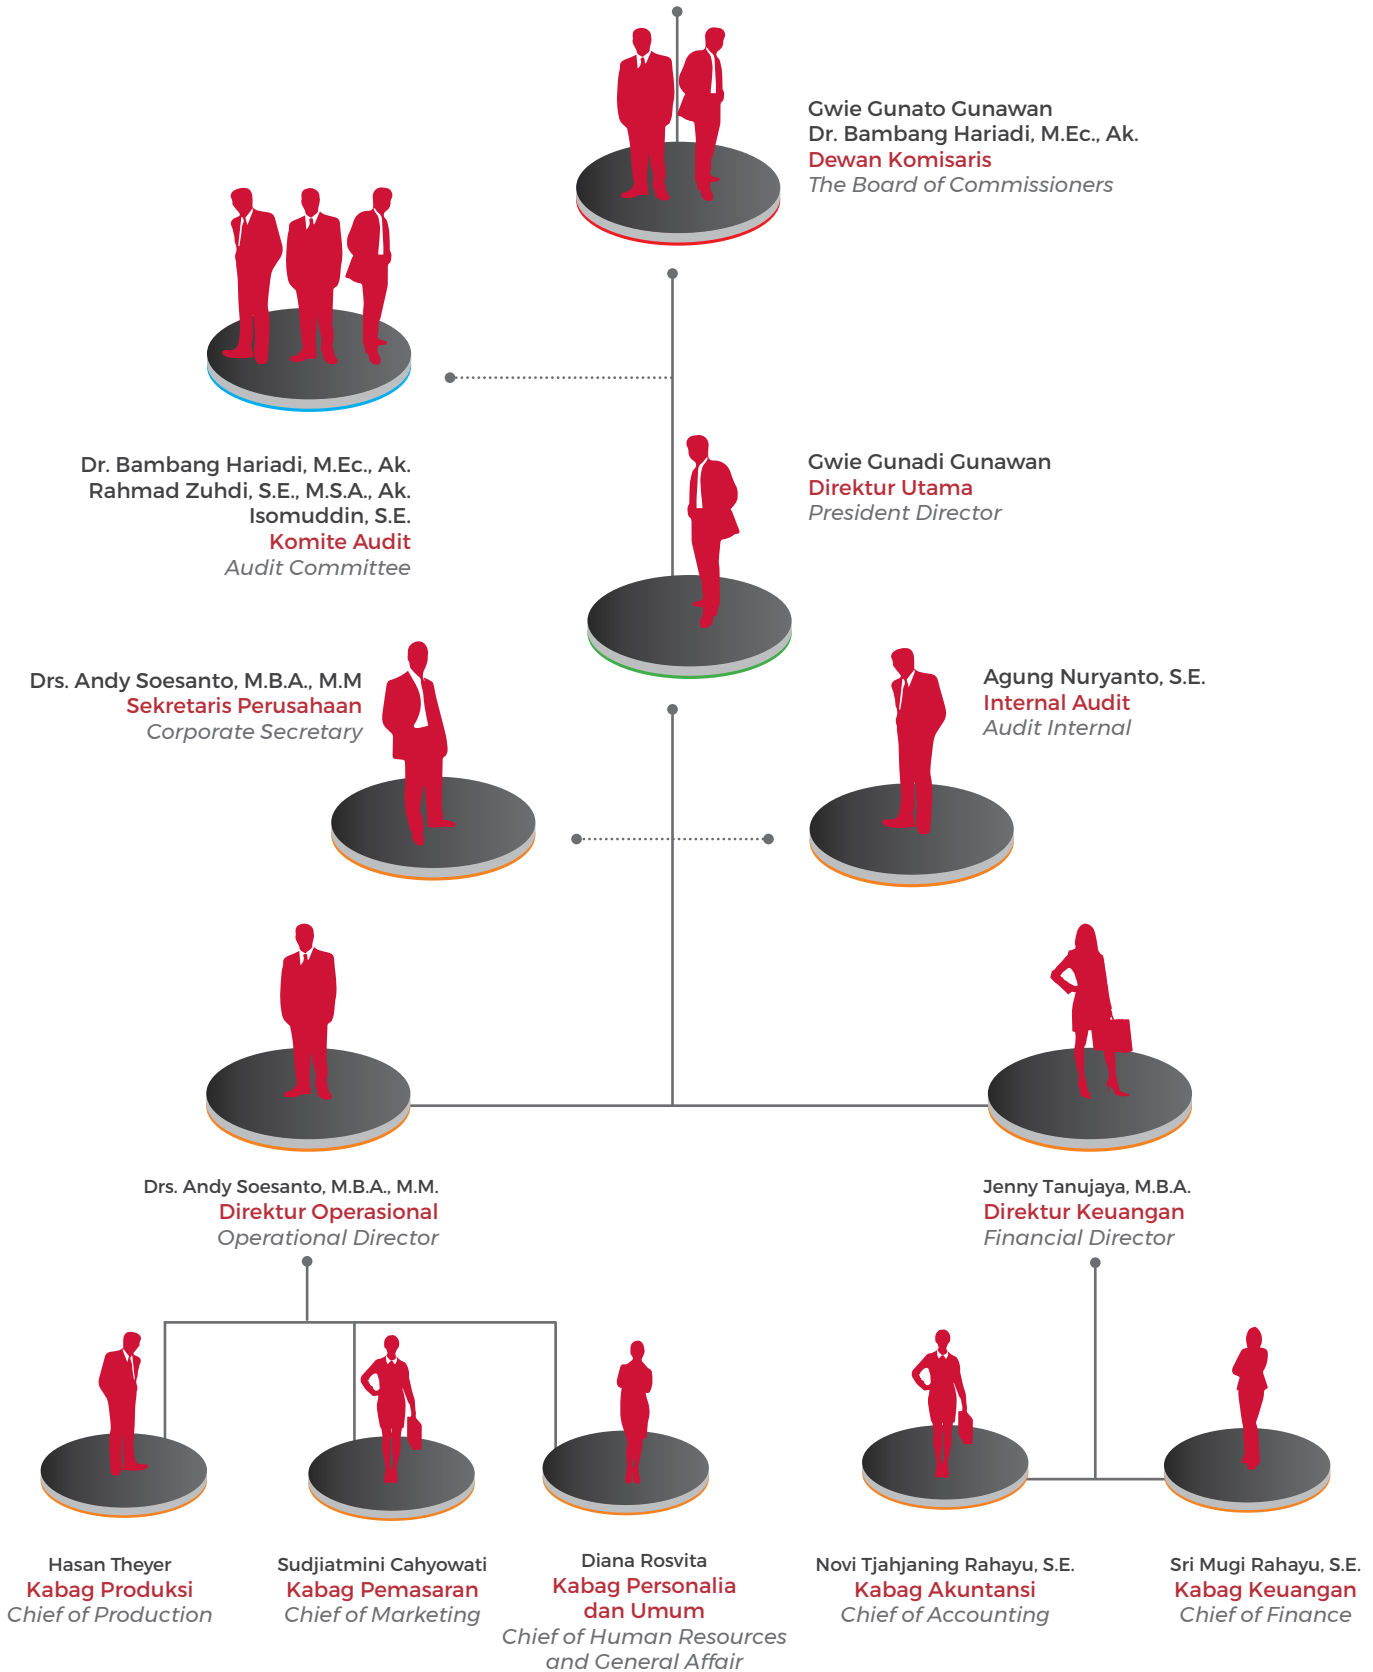 Gwie Gunato Gunawan
Dr. Bambang Hariadi, M.Ec., Ak.
Dewan Komisaris
The Board of Commissioners
Dr. Bambang Hariadi, M.Ec., Ak.
Rahmad Zuhdi, S.E., M.S.A., Ak.
Isomuddin, S.E.
Komite Audit
Audit Committee
Gwie Gunadi Gunawan
Direktur Utama
President Director
Drs. Andy Soesanto, M.B.A., M.M
Sekretaris Perusahaan
Corporate Secretary
Agung Nuryanto, S.E.
Internal Audit
Audit Internal
Drs. Andy Soesanto, M.B.A., M.M.
Direktur Operasional
Operational Director
Jenny Tanujaya, M.B.A.
Direktur Keuangan
Financial Director
Hasan Theyer
Kabag Produksi
Chief of Production
Sudjiatmini Cahyowati
Kabag Pemasaran
Chief of Marketing
Diana Rosvita
Kabag Personalia
dan Umum
Chief of Human Resources
and General Affair
Novi Tjahjaning Rahayu, S.E.
Kabag Akuntansi
Chief of Accounting
Sri Mugi Rahayu, S.E.
Kabag Keuangan
Chief of Finance